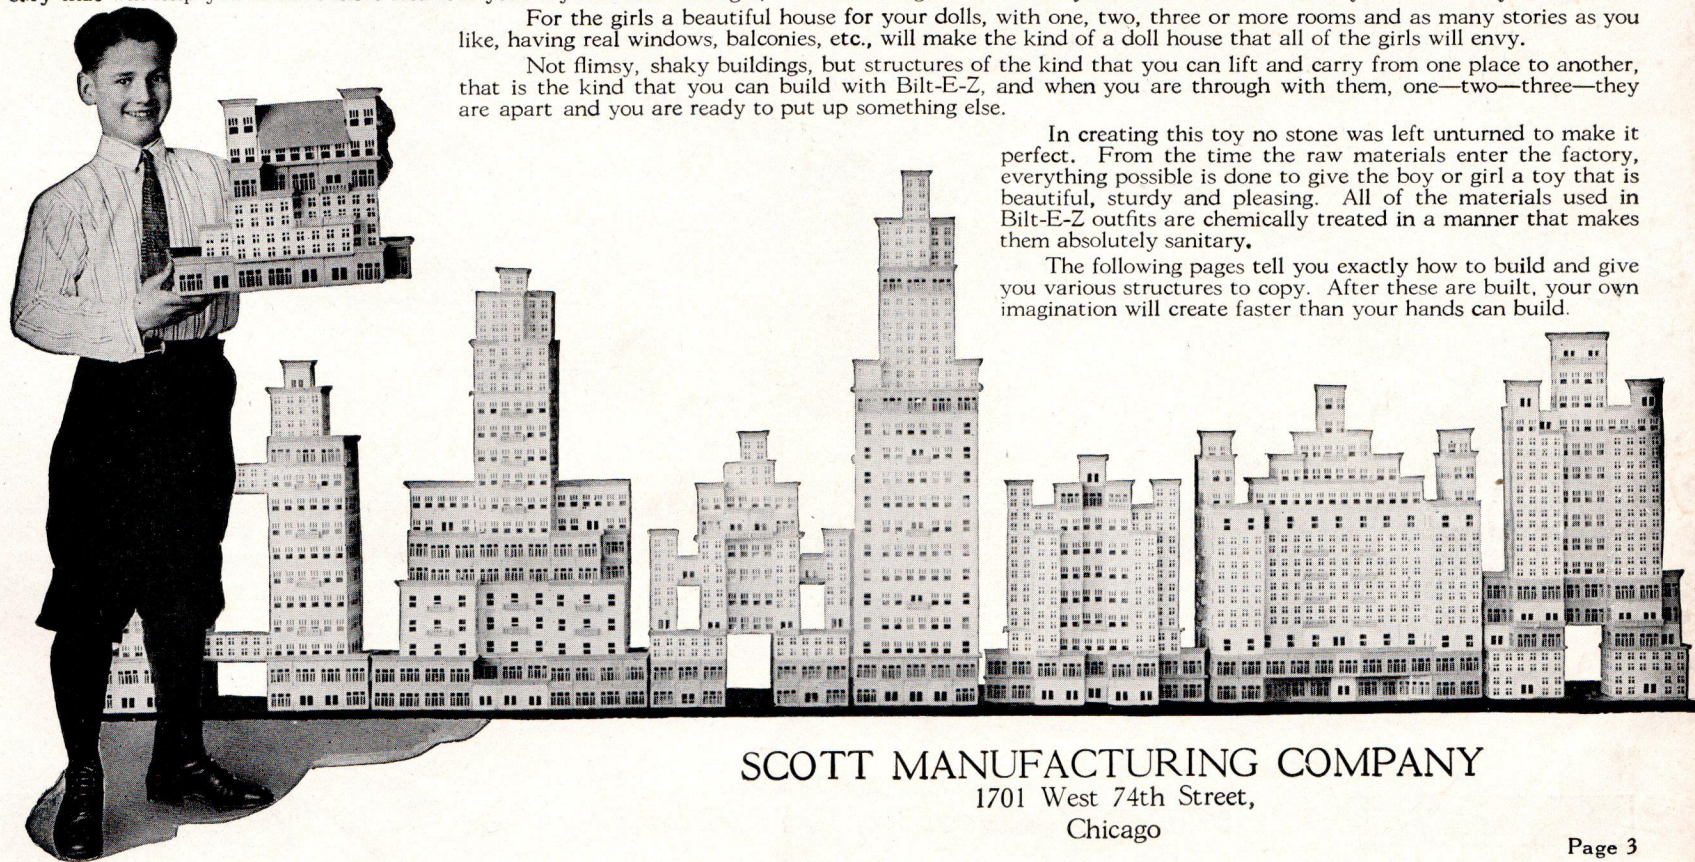 For the girls a beautiful house for your dolls, with one, two, three or more rooms and as many stories as you
like, having real windows, balconies, etc., will make the kind of a doll house that all of the girls will envy.
Not flimsy, shaky buildings, but structures of the kind that you can lift and carry from one place to another,
that is the kind that you can build with Bilt-E-Z, and when you are through with them, one—two—three—they
are apart and you are ready to put up something else.
In creating this toy no stone was left unturned to make it
perfect. From the time the raw materials enter the factory,
everything possible is done to give the boy or girl a toy that is
beautiful, sturdy and pleasing. All of the materials used in
Bilt-E-Z outfits are chemically treated in a manner that makes
them absolutely sanitary.
The following pages tell you exactly how to build and give
you various structures to copy. After these are built, your own
imagination will create faster than your hands can build.
SCOTT MANUFACTURING COMPANY
1701 West 74th Street,
Chicago
Page 3